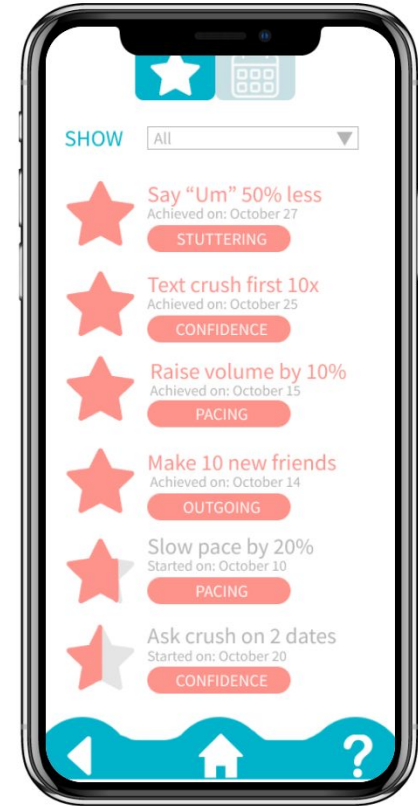 SHOW All
Say “Um” 50% less
Achieved on: October 27
STUTTERING
Text crush first 10x
Achieved on: October 25
CONFIDENCE
Raise volume by 10%
Achieved on: October 15
PACING
Make 10 new friends
Achieved on: October 14
OUTGOING
Slow pace by 20%
Started on: October 10
PACING
Ask crush on 2 dates
Started on: October 20
CONFIDENCE
?